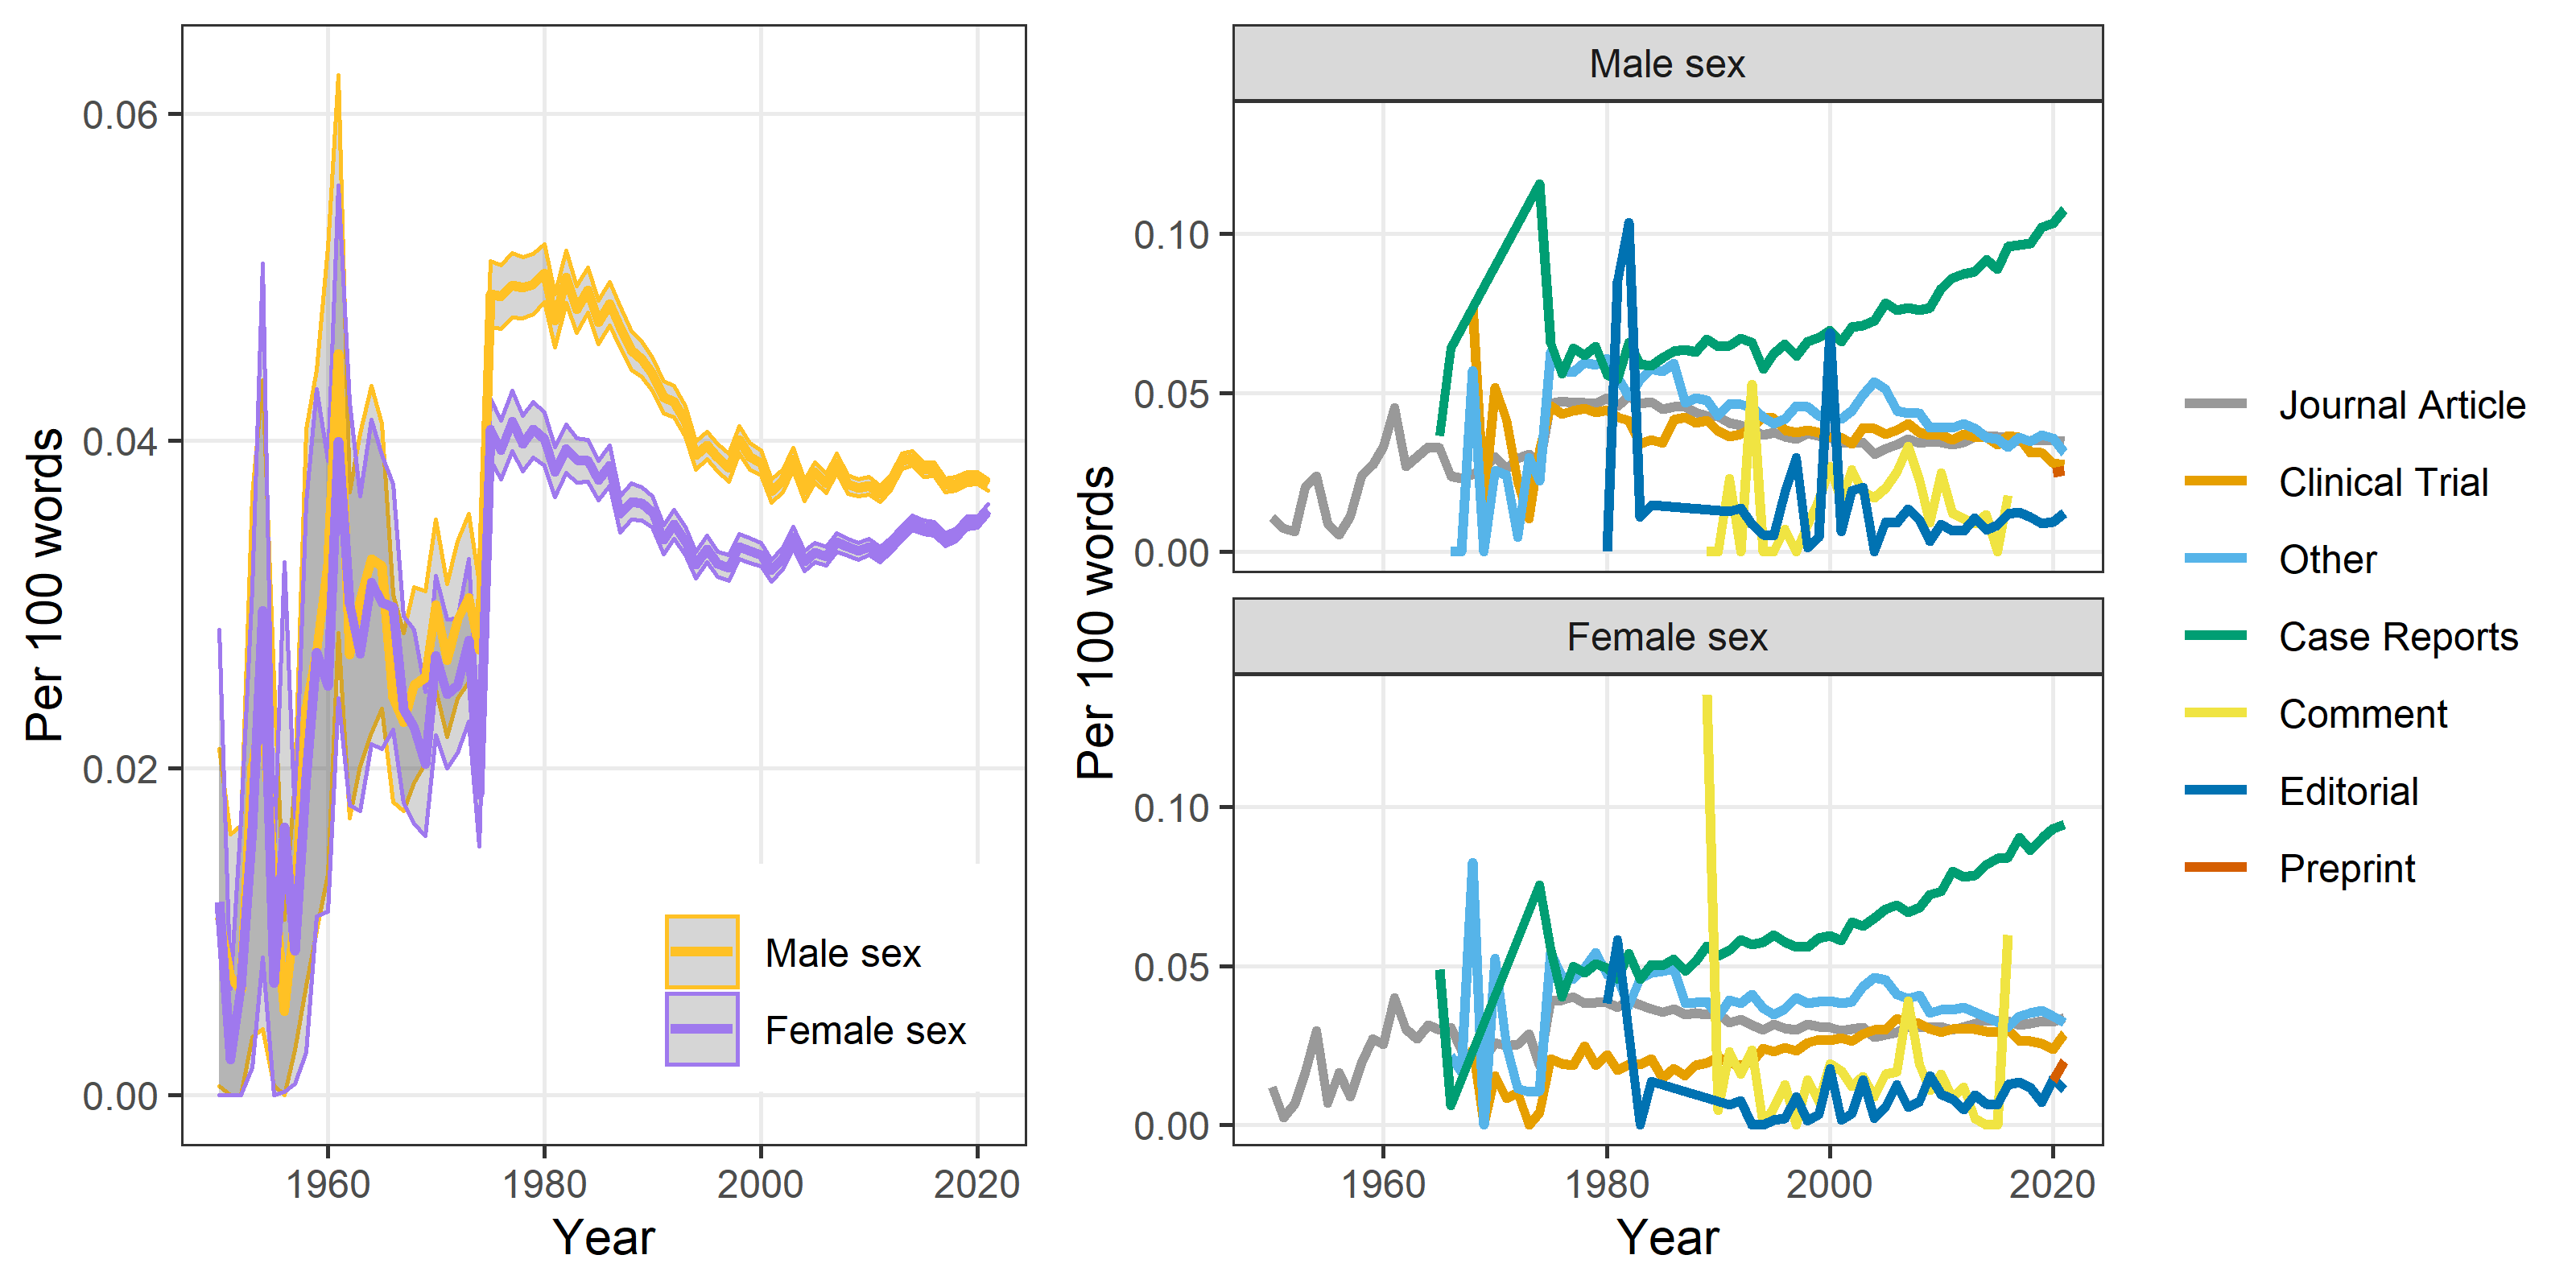 Per 100 words
0.06
0.04
0.02
0.00
1960
1980
2000
2020
Year
Male sex
Female sex
Per 100 words
Male sex
0.10
0.05
0.00
Female sex
0.10
0.05
0.00
1960
1980
2000
2020
Year
Journal Article
Clinical Trial
Other
Case Reports
Comment
Editorial
Preprint